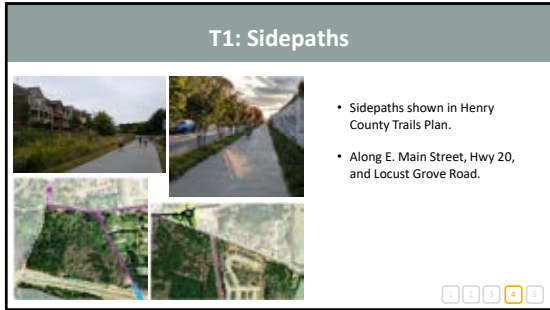 T1: Sidepaths
• Sidepaths shown in Henry
County Trails Plan.
• Along E. Main Street, Hwy 20,
and Locust Grove Road.
1 2 3 4 5